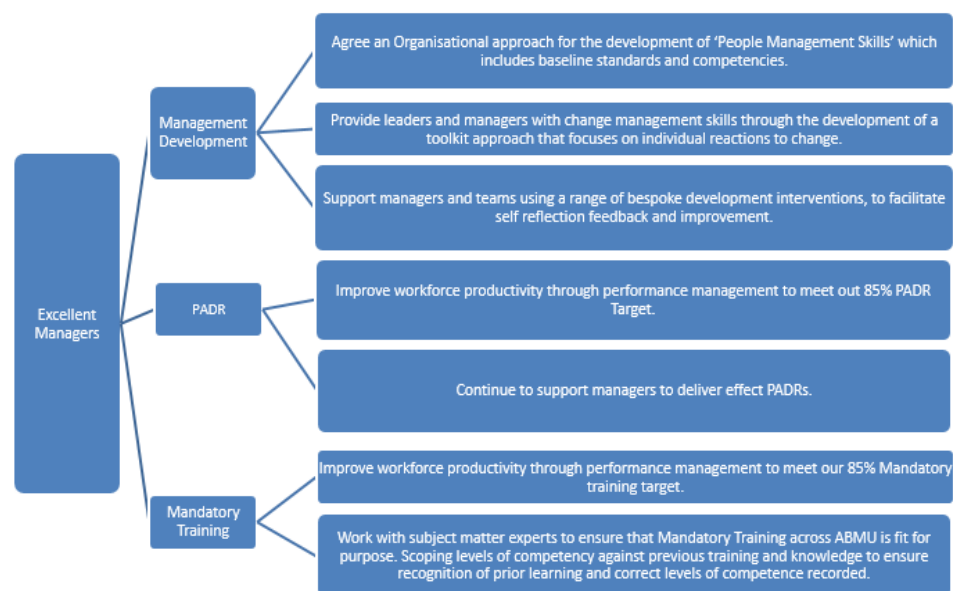 Excellent
Managers
Management
Development
Agree an Organisational approach for the development of ‘People Management Skills’ which
includes baseline standards and competencies.
Provide leaders and managers with change management skills through the development of a
toolkit approach that focuses on individual reactions to change.
Support managers and teams using a range of bespoke development interventions, to facilitate
self reflection feedback and improvement.
PADR
Improve workforce productivity through performance management to meet out 85% PADR
Target.
Continue to support managers to deliver effect PADRs.
Mandatory
Training
Improve workforce productivity through performance management to meet our 85% Mandatory
training target.
Work with subject matter experts to ensure that Mandatory Training across ABMU is fit for
purpose. Scoping levels of competency against previous training and knowledge to ensure
recognition of prior learning and correct levels of competence recorded.